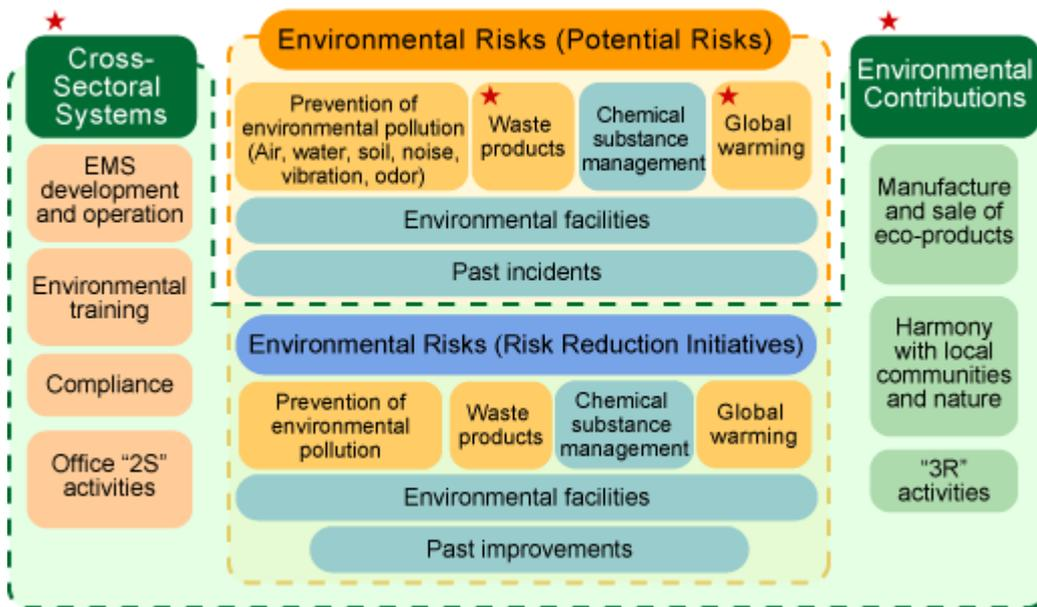 Cross-
Sectoral
Systems
EMS
development
and operation
Environmental
training
Compliance
Office “2S”
activities
Environmental Risks (Potential Risks)
Prevention of
environmental pollution
(Air, water, soil, noise,
vibration, odor)
Waste
products
Chemical
substance
management
Global
warming
Environmental facilities
Past incidents
Environmental Risks (Risk Reduction Initiatives)
Prevention of
environmental
pollution
Waste
products
Chemical
substance
management
Global
warming
Environmental facilities
Past improvements
Environmental
Contributions
Manufacture
and sale of
eco-products
Harmony
with local
communities
and nature
“3R”
activities